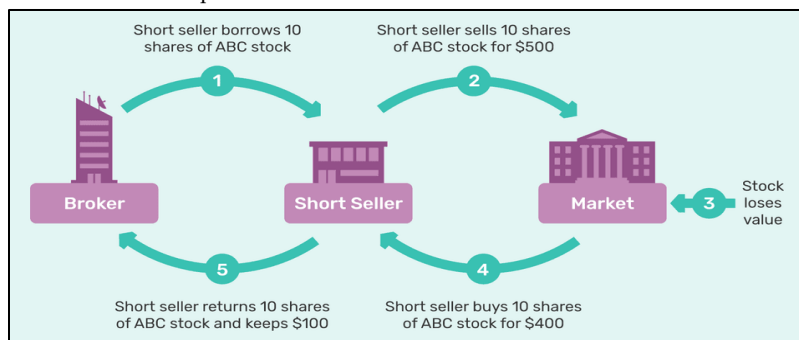 Short seller borrows 10
shares of ABC stock
Short seller sells 10 shares
of ABC stock for $500
1
2
Broker
Short Seller
Market
3
Stock
loses
value
5
4
Short seller returns 10 shares
of ABC stock and keeps $100
Short seller buys 10 shares
of ABC stock for $400